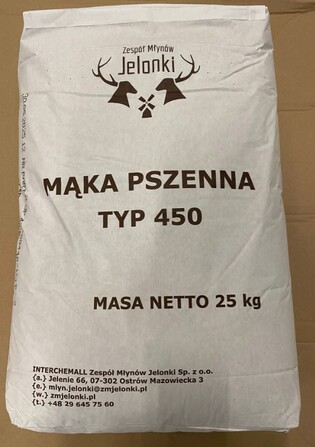 Zespół Młynów
Jelonki
MĄKA PSZENNA
TYP 450
MASA NETTO 25 kg
INTERCHEMALL Zespół Młynów Jelonki Sp. z o.o.
{a.} Jelenie 66, 07-302 Ostrów Mazowiecka 3
{e.} mlyn.jelonki@zmjelonki.pl
{w.} zmjelonki.pl
{t.} +48 29 645 75 60